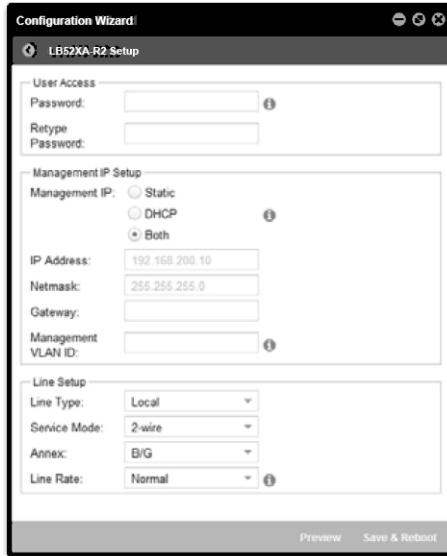 Configuration Wizard
LB52XA-R2 Setup
User Access
Password:
Retype
Password:
Management IP Setup
Management IP: Static
DHCP
Both
IP Address: 192.168.200.10
Netmask: 255.255.255.0
Gateway:
Management
VLAN ID:
Line Setup
Line Type: Local
Service Mode: 2-wire
Annex: B/G
Line Rate: Normal
Preview Save & Reboot